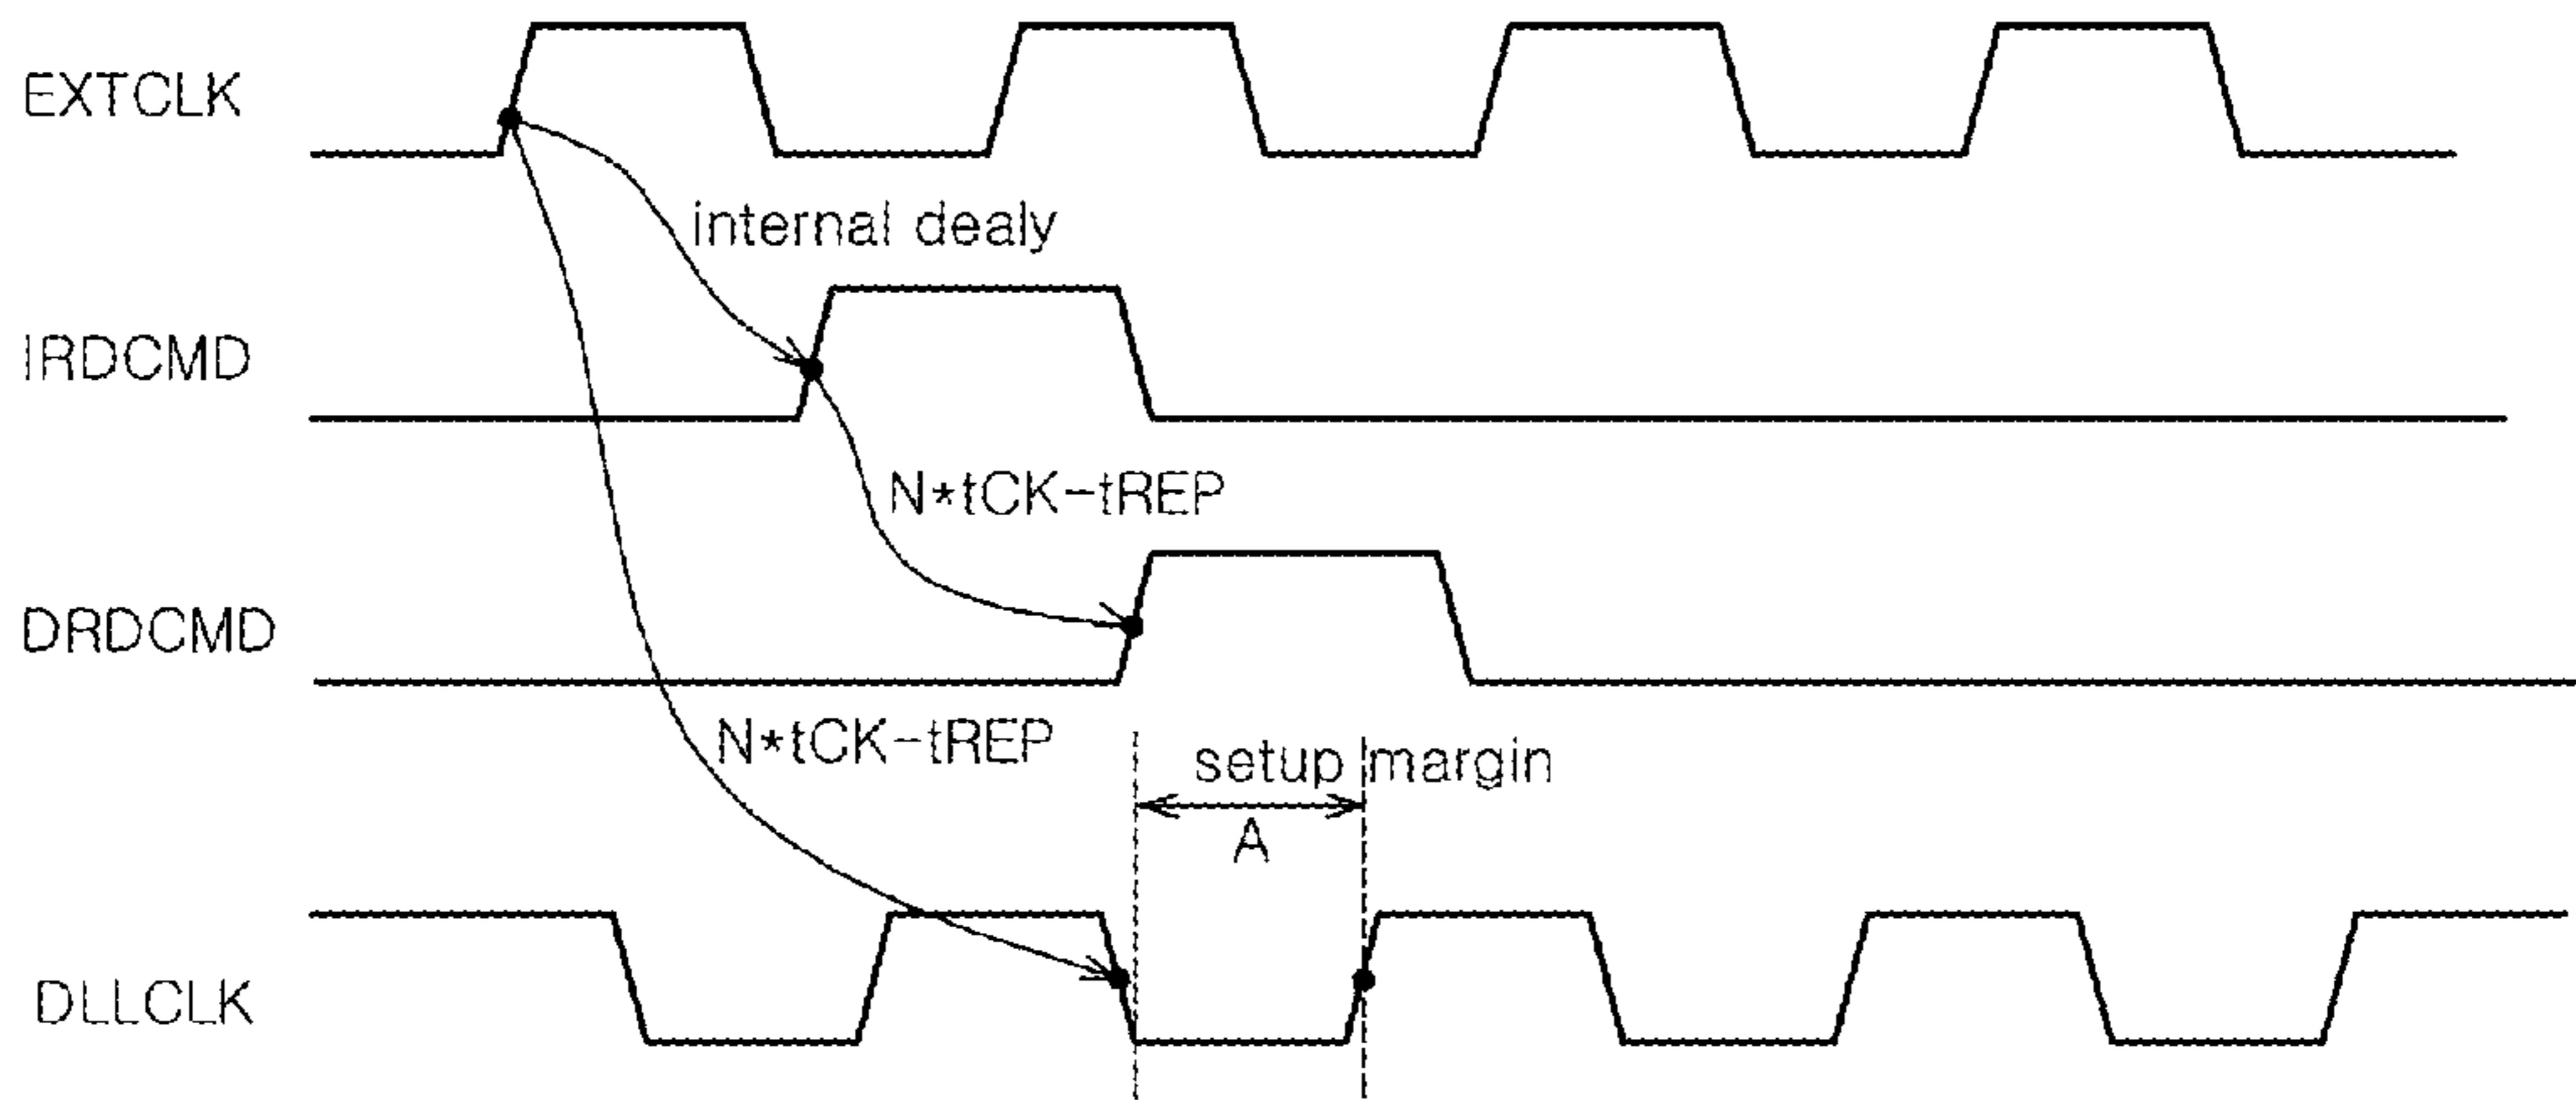 EXTCLK
internal dealy
IRDCMD
N*tCK-tREP
DRDCMD
N*tCK-tREP
setup margin
A
DLLCLK